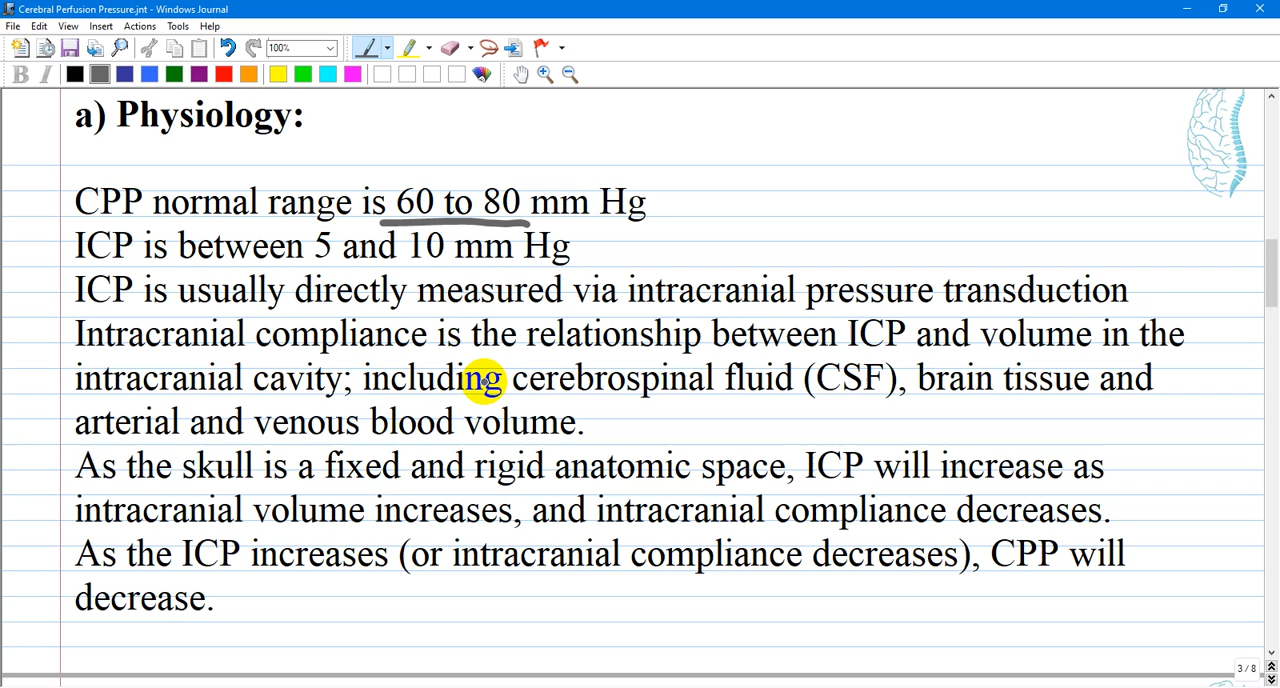 Cerebral Perfusion Pressure.jnt - Windows Journal
File Edit View Insert Actions Tools Help
100%
B I
a) Physiology:
CPP normal range is 60 to 80 mm Hg
ICP is between 5 and 10 mm Hg
ICP is usually directly measured via intracranial pressure transduction
Intracranial compliance is the relationship between ICP and volume in the
intracranial cavity; including cerebrospinal fluid (CSF), brain tissue and
arterial and venous blood volume.
As the skull is a fixed and rigid anatomic space, ICP will increase as
intracranial volume increases, and intracranial compliance decreases.
As the ICP increases (or intracranial compliance decreases), CPP will
decrease.
3 / 8